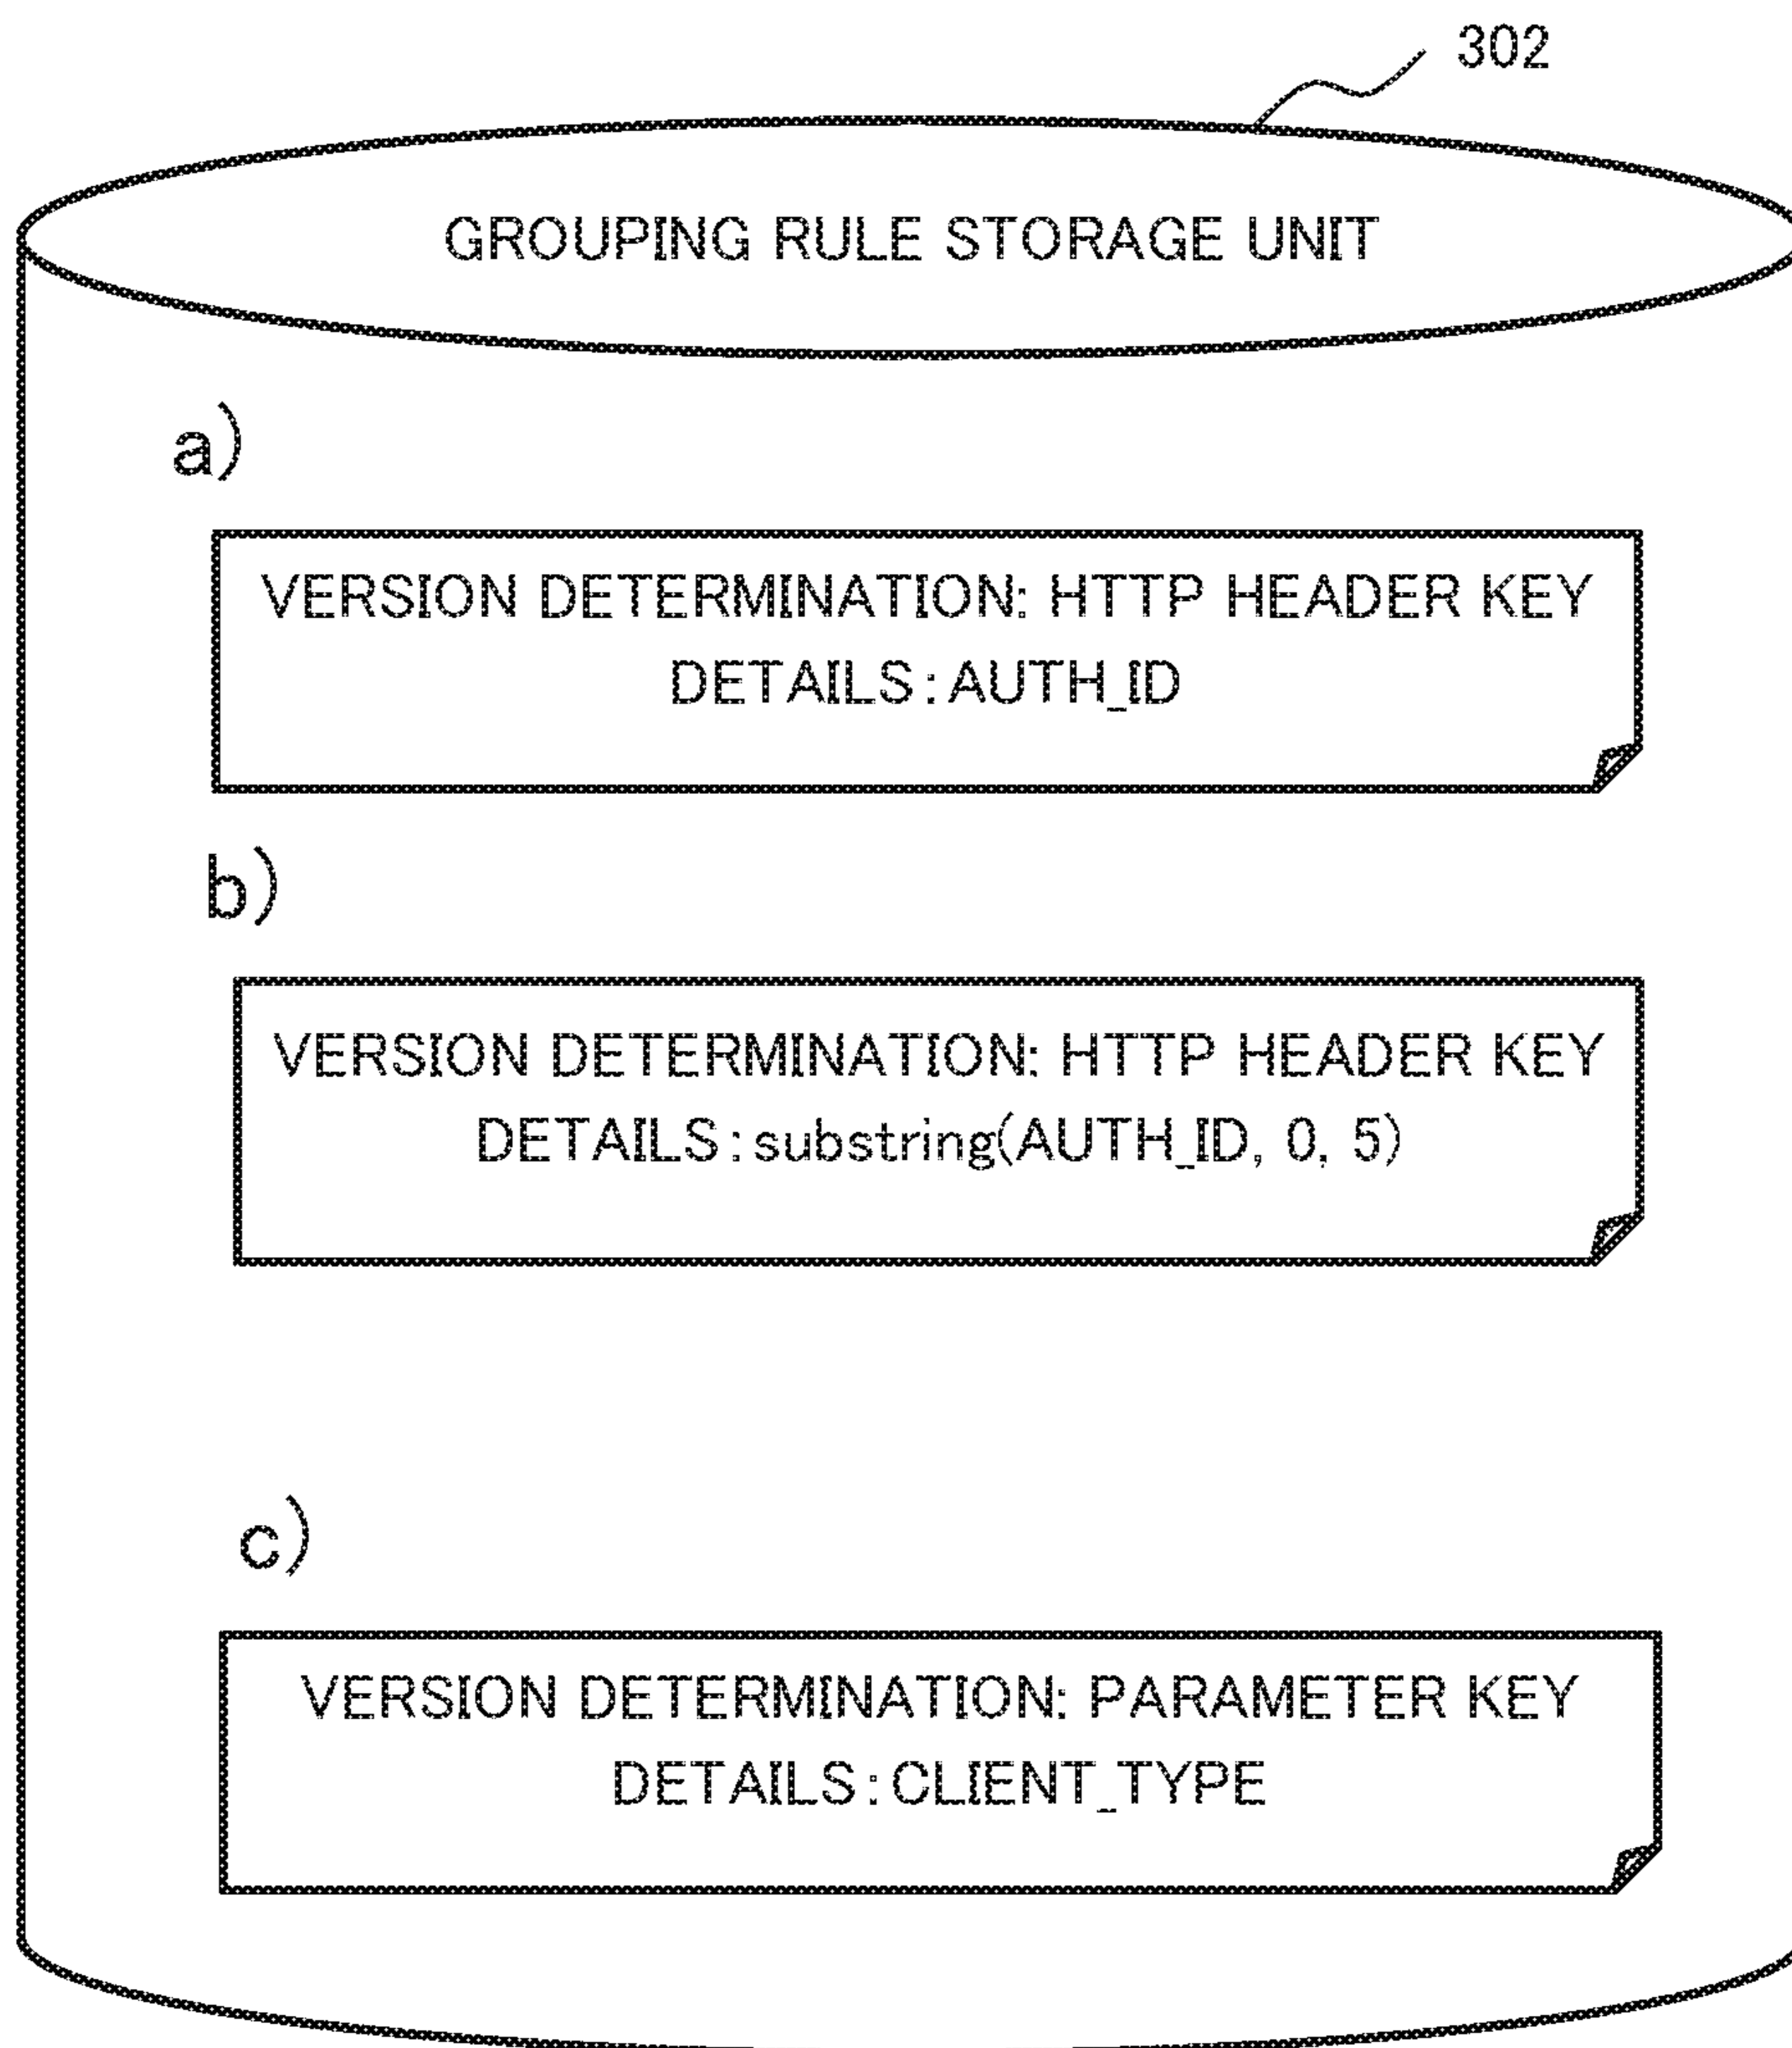 302
GROUPING RULE STORAGE UNIT
a)
VERSION DETERMINATION: HTTP HEADER KEY
DETAILS : AUTH_ID
b)
VERSION DETERMINATION: HTTP HEADER KEY
DETAILS : substring(AUTH_ID, 0, 5)
c)
VERSION DETERMINATION: PARAMETER KEY
DETAILS : CLIENT_TYPE